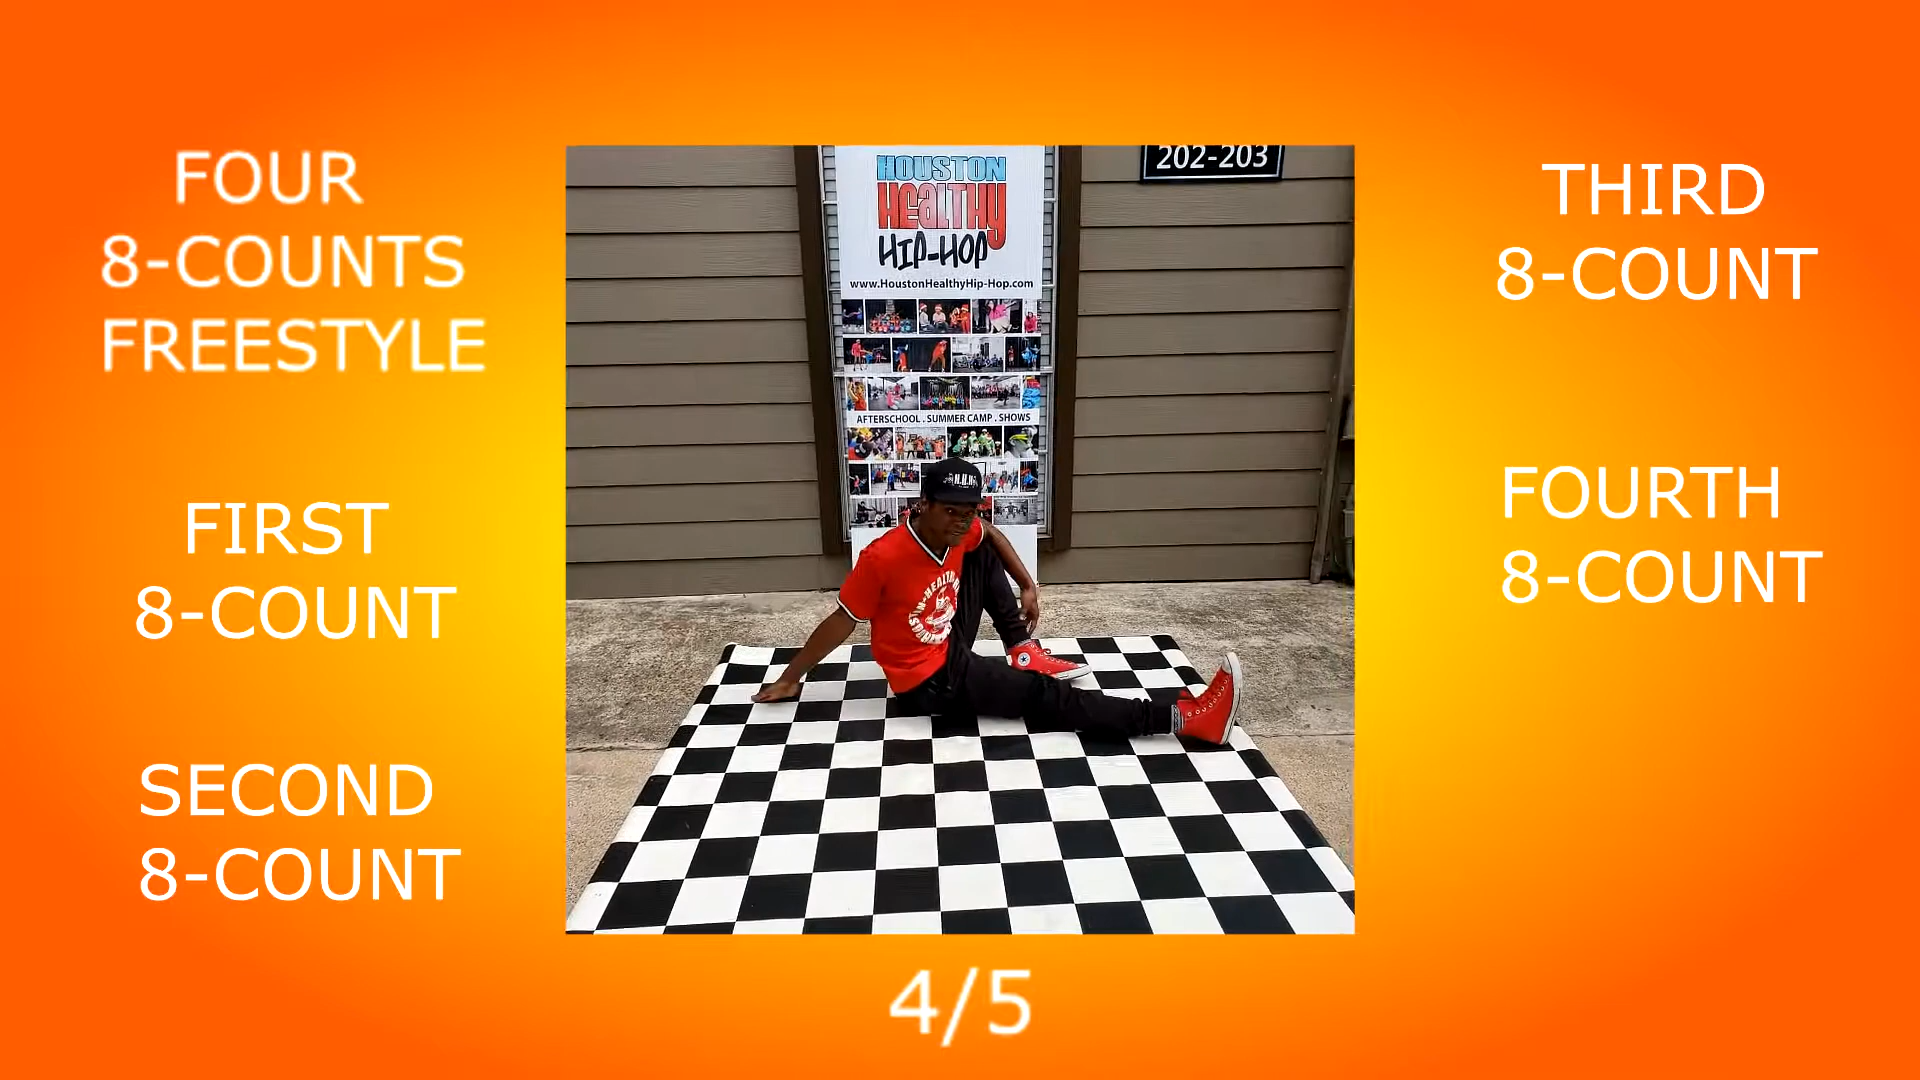 FOUR
8-COUNTS
FREESTYLE
FIRST
8-COUNT
SECOND
8-COUNT
202-203
HOUSTON
HEALTHY
HIP-HOP
www.HoustonHealthyHip-Hop.com
AFTERSCHOOL . SUMMER CAMP . SHOWS
THIRD
8-COUNT
FOURTH
8-COUNT
4/5